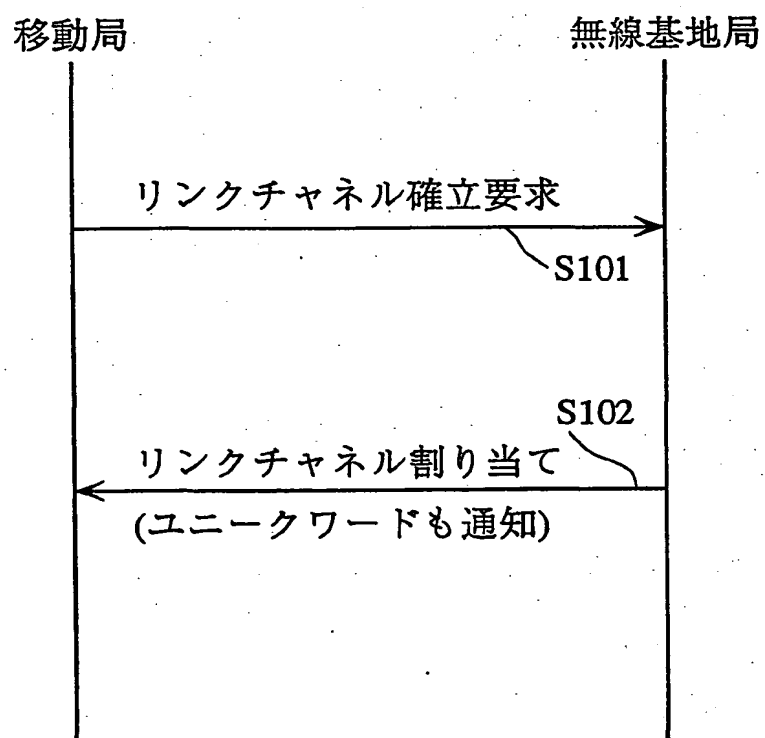 移動局
無線基地局
リンクチャネル確立要求
S101
S102
リンクチャネル割り当て
(ユニークワードも通知)